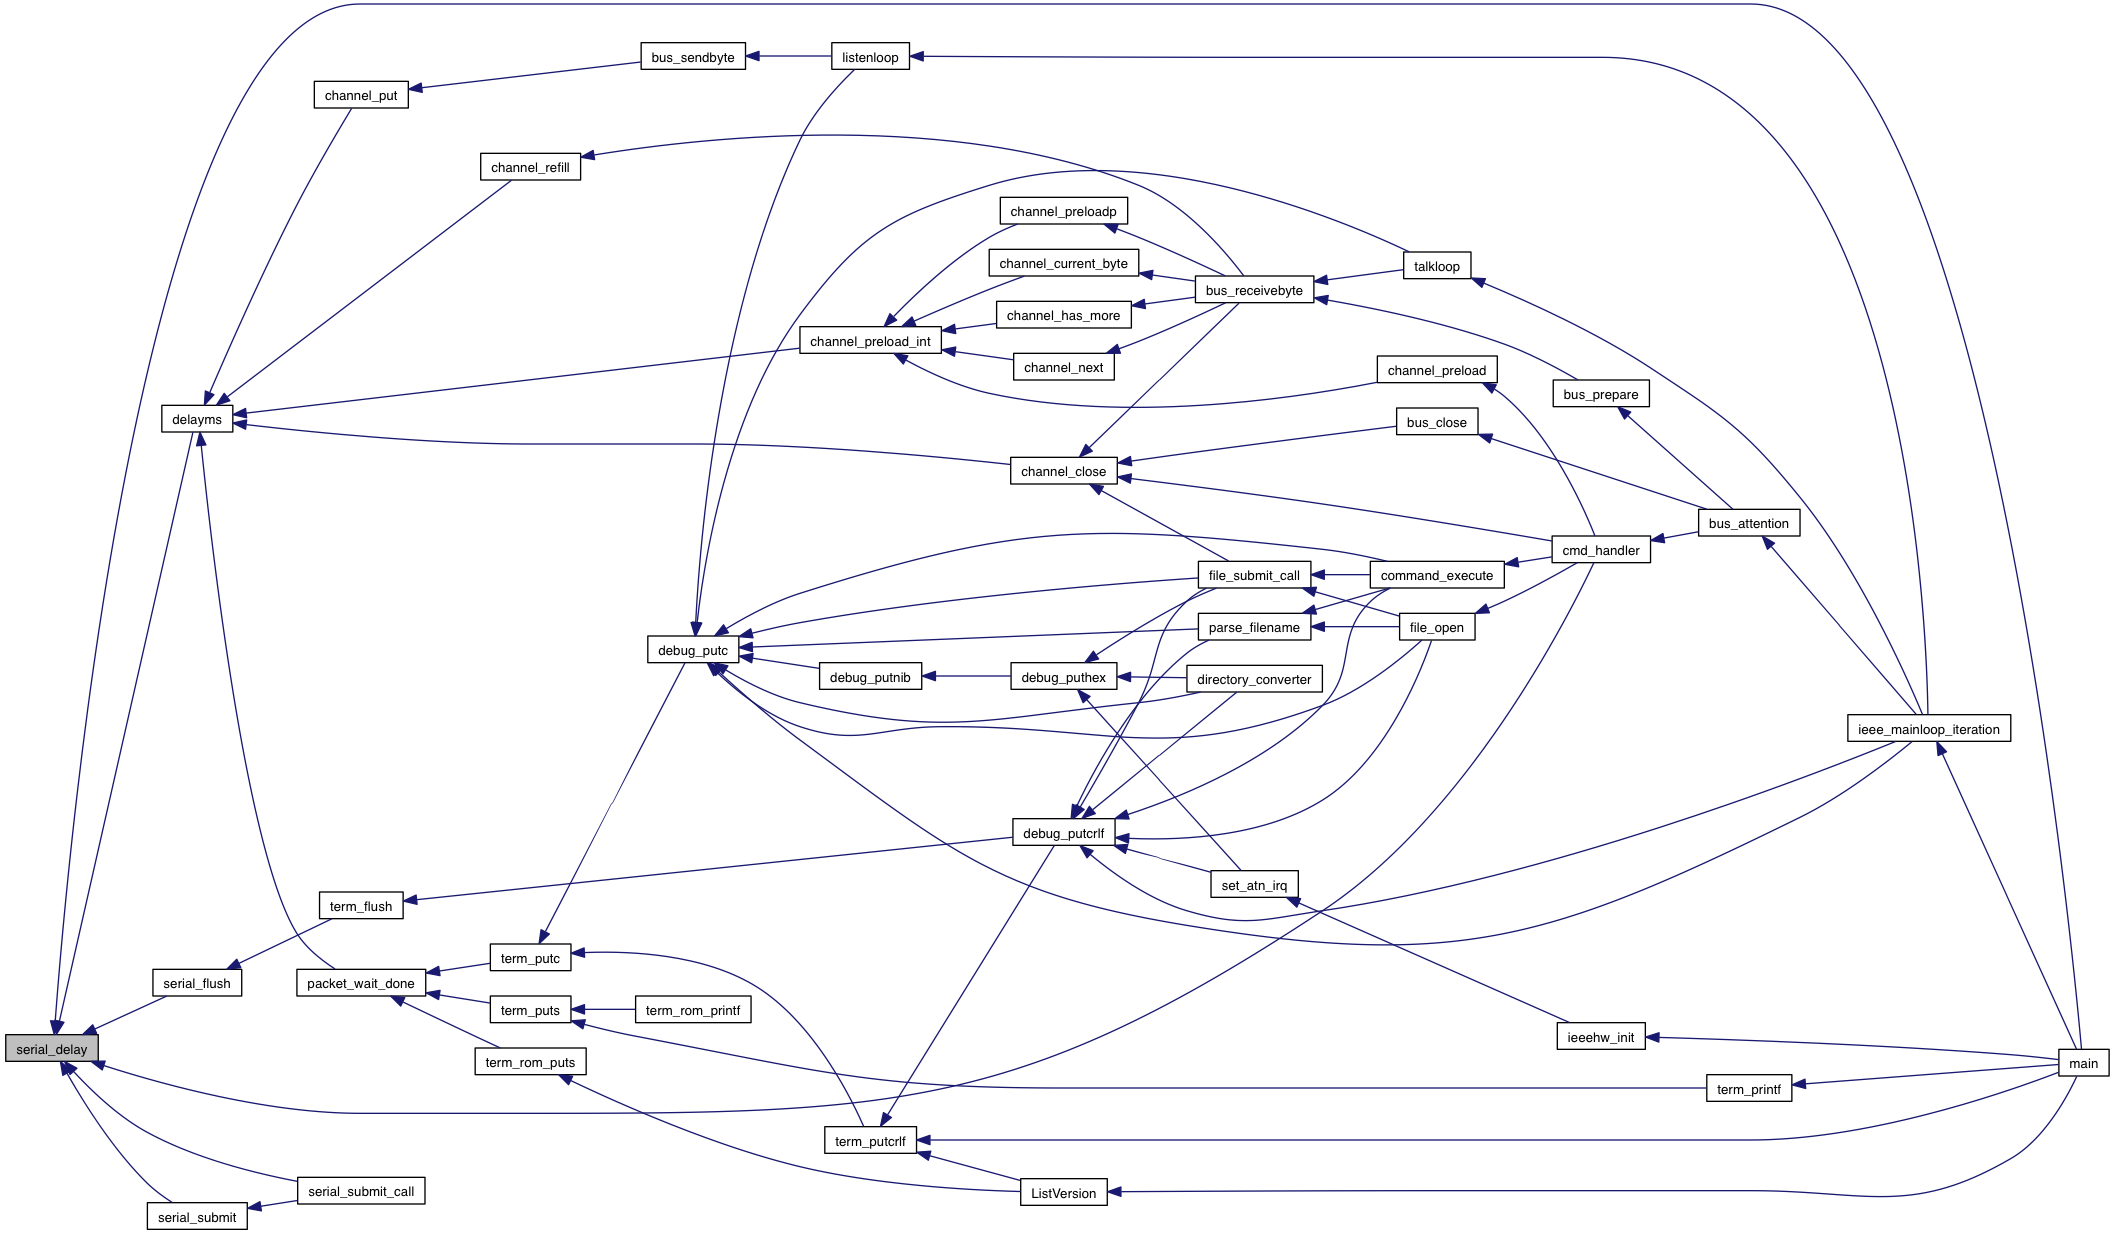 bus_sendbyte
listenloop
channel_put
channel_refill
channel_preloadp
channel_current_byte
talkloop
bus_receivebyte
channel_has_more
channel_preload_int
channel_next
channel_preload
bus_prepare
delayms
bus_close
channel_close
bus_attention
cmd_handler
file_submit_call
command_execute
parse_filename
file_open
debug_putc
debug_putnib
debug_puthex
directory_converter
ieee_mainloop_iteration
debug_putcrlf
set_atn_irq
term_flush
term_putc
serial_flush
packet_wait_done
term_puts
term_rom_printf
ieeehw_init
serial_delay
term_rom_puts
main
term_printf
term_putcrlf
serial_submit_call
ListVersion
serial_submit